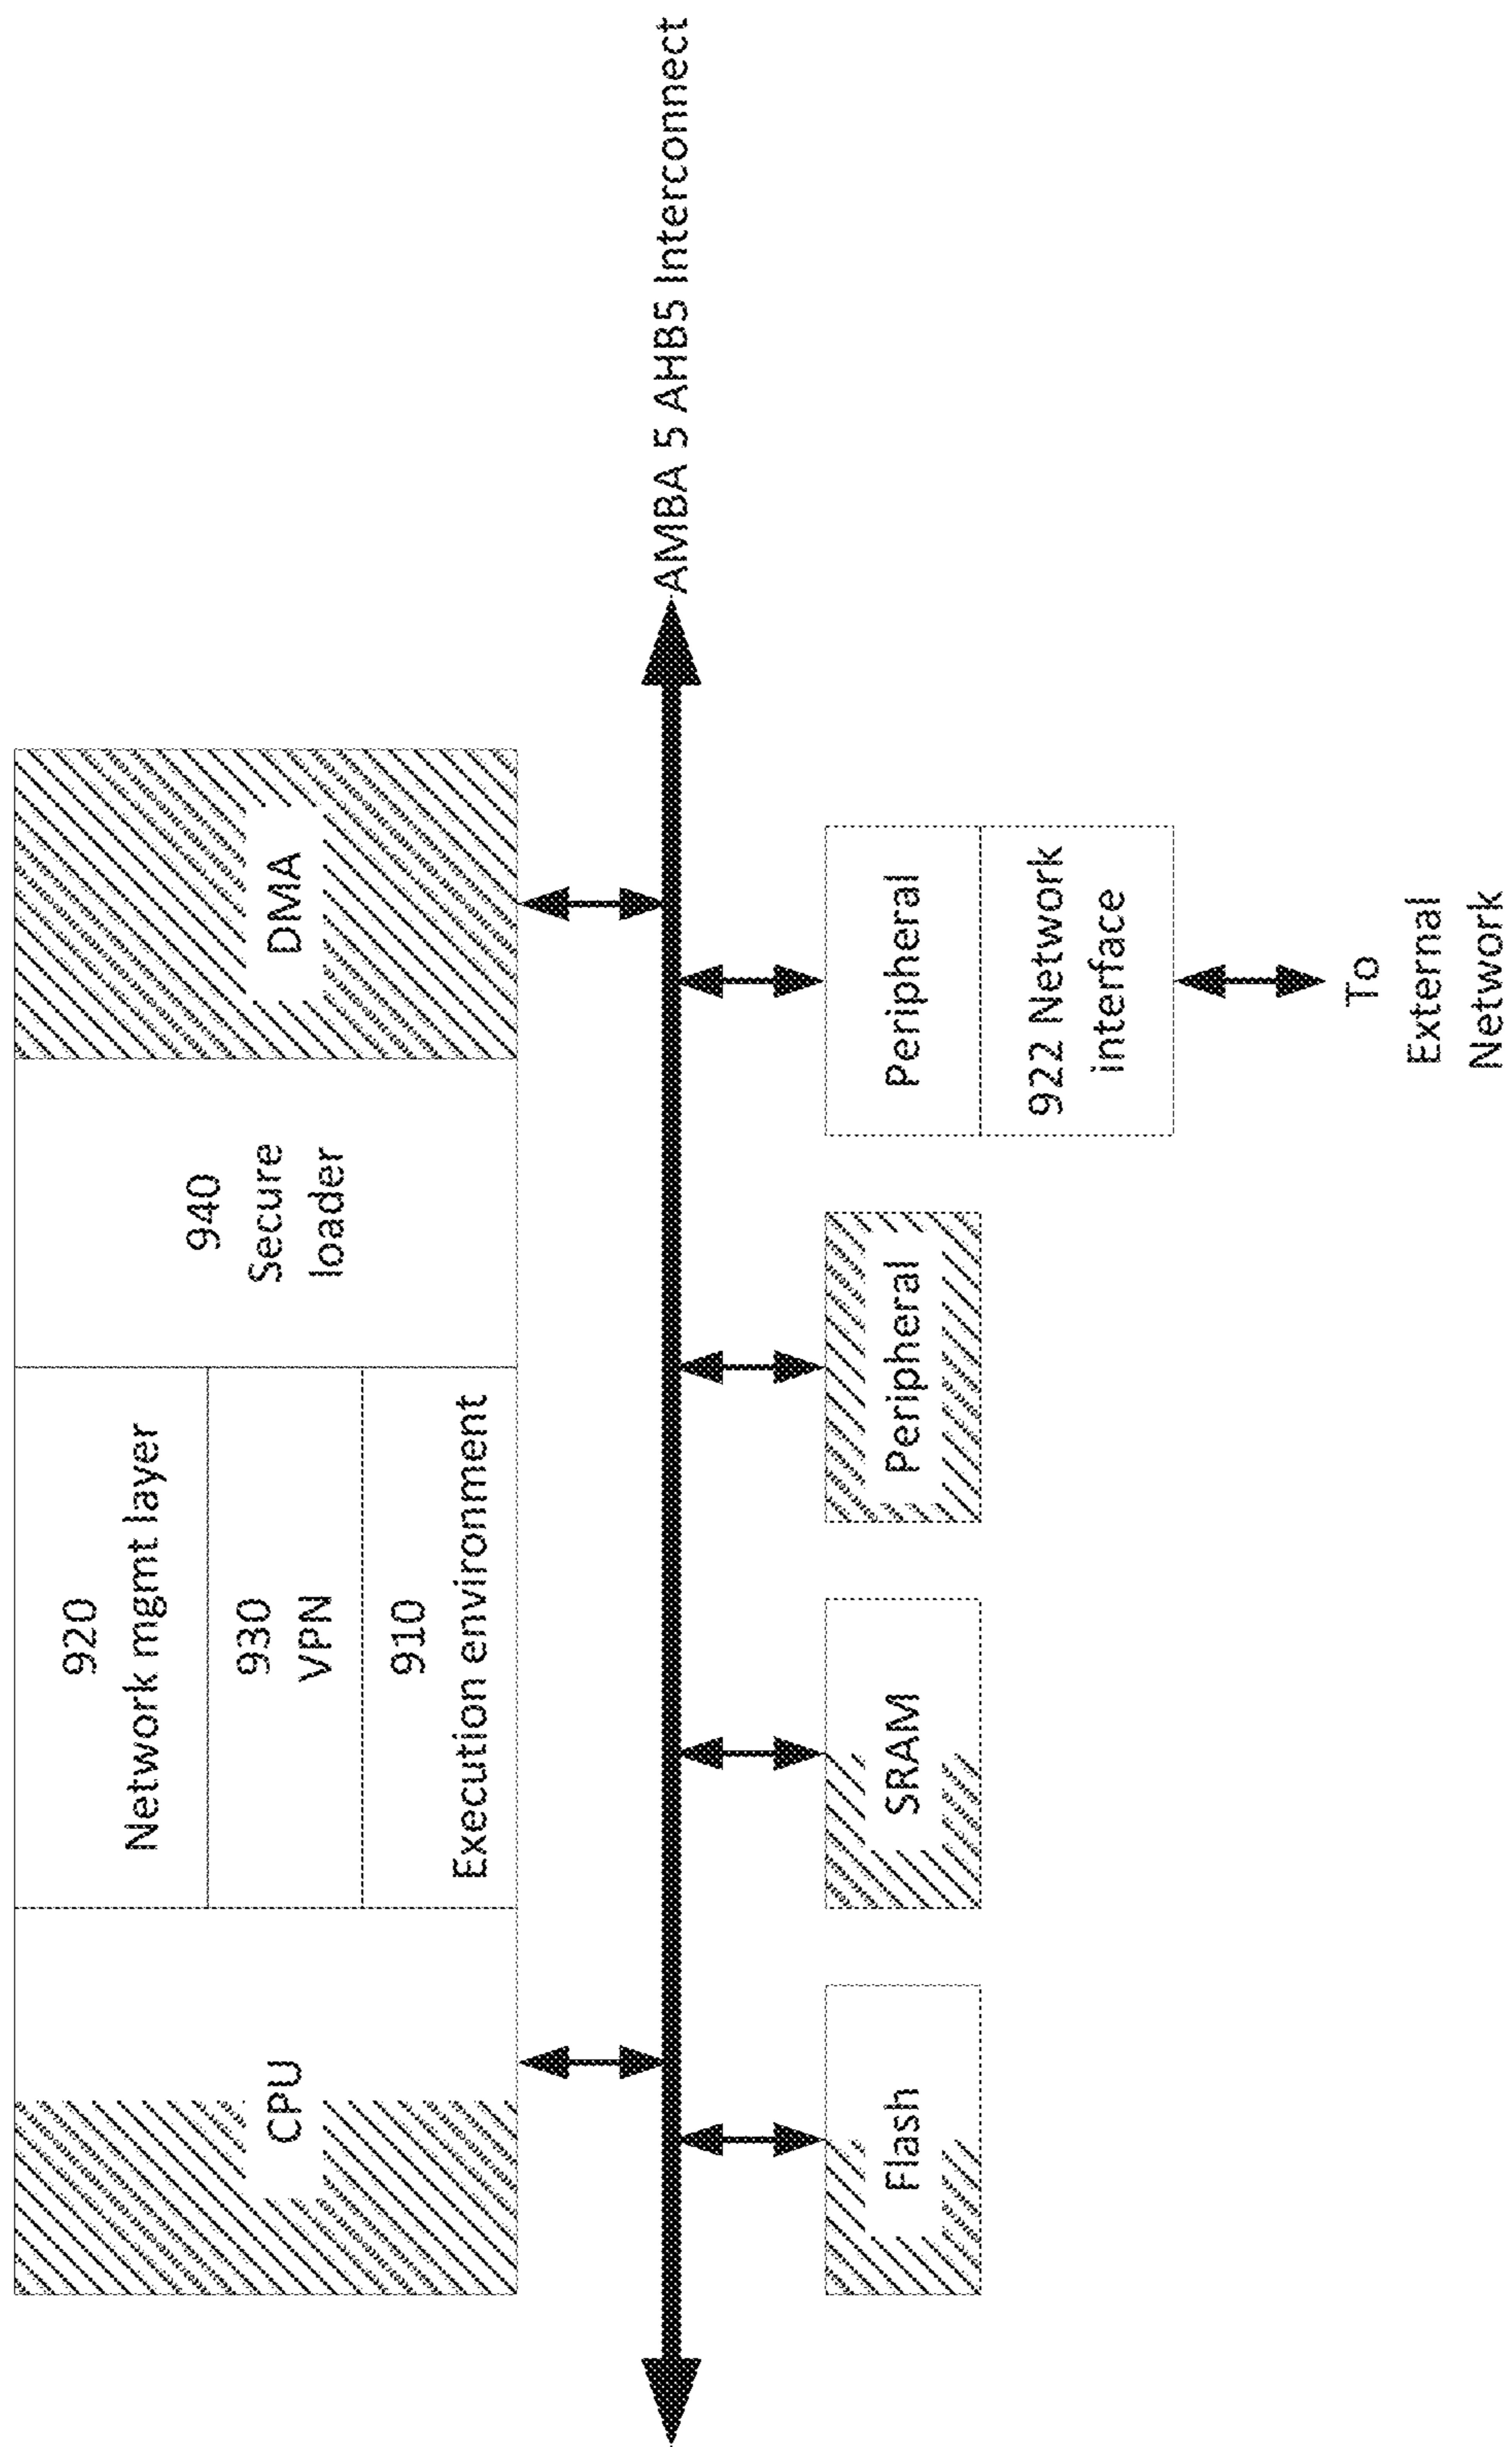 CPU
920
Network mgmt layer
930
VPN
910
Execution environment
940
Secure
loader
DMA
AMBA 5 AHB5 Interconnect
Flash
SRAM
Peripheral
Peripheral
922 Network
interface
To
External
Network